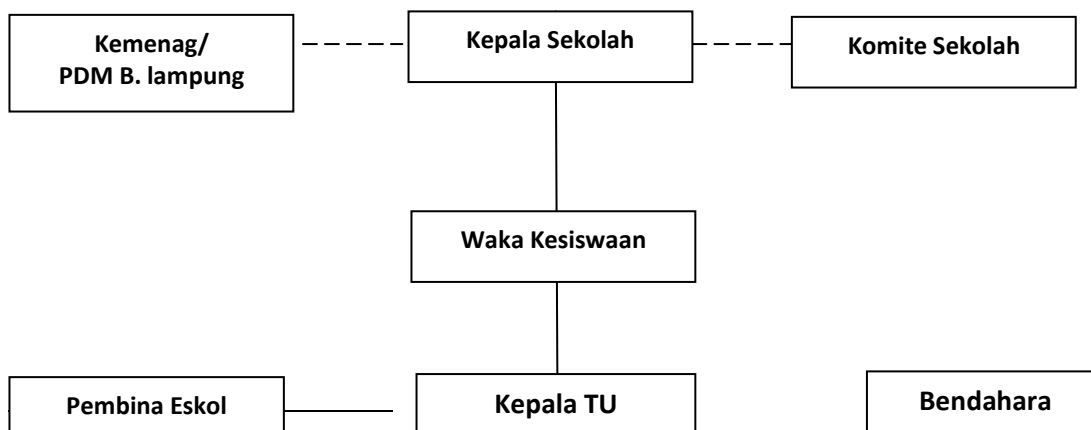 Kemenag/
PDM B. lampung
Kepala Sekolah
Komite Sekolah
Waka Kesiswaan
Pembina Eskol
Kepala TU
Bendahara